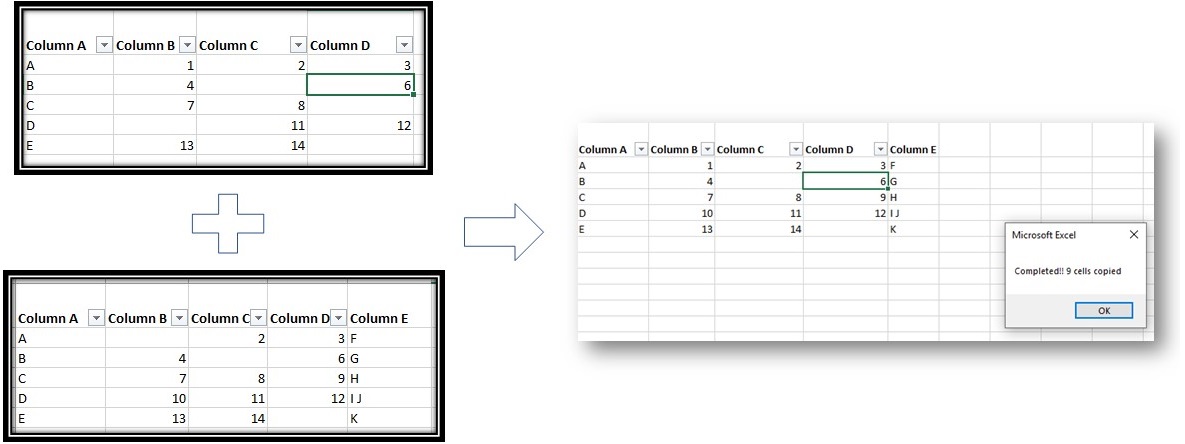 Column A Column B Column C Column D
A 1 2 3
B 4 6
C 7 8
D 11 12
E 13 14
Column A Column B Column C Column D Column E
A 2 3 F
B 4 6 G
C 7 8 9 H
D 10 11 12 I J
E 13 14 K
Column A Column B Column C Column D Column E
A 1 2 3 F
B 4 6 G
C 7 8 9 H
D 10 11 12 I J
E 13 14 K
Microsoft Excel
Completed!! 9 cells copied
OK